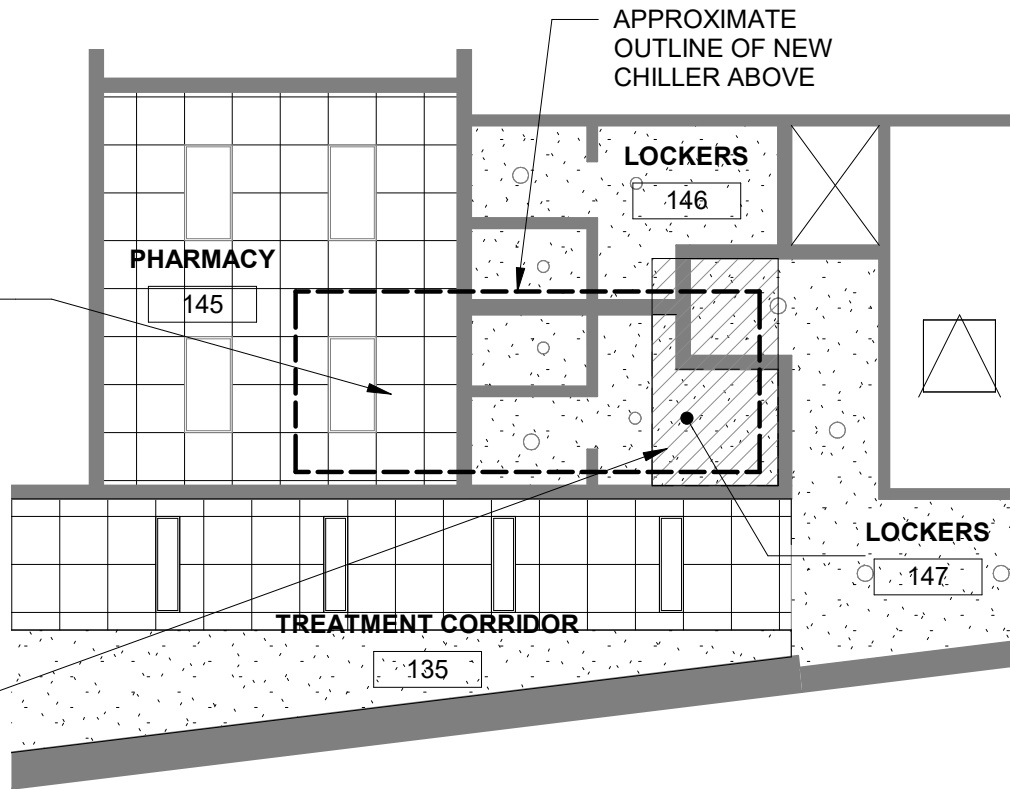 APPROXIMATE
OUTLINE OF NEW
CHILLER ABOVE
LOCKERS
146
PHARMACY
145
LOCKERS
147
TREATMENT CORRIDOR
135